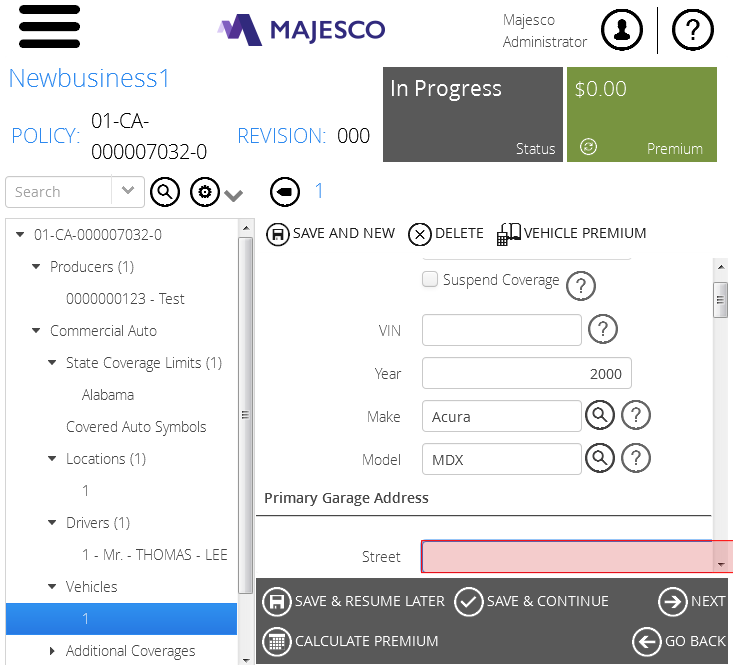 MAJESCO
Majesco
Administrator
?
Newbusiness1
In Progress
Status
$0.00
Premium
POLICY: 01-CA-
000007032-0
REVISION: 000
Search
1
01-CA-000007032-0
Producers (1)
0000000123 - Test
Commercial Auto
State Coverage Limits (1)
Alabama
Covered Auto Symbols
Locations (1)
1
Drivers (1)
1 - Mr. - THOMAS - LEE
Vehicles
1
Additional Coverages
SAVE AND NEW DELETE VEHICLE PREMIUM
Suspend Coverage ?
VIN ?
Year 2000
Make Acura ?
Model MDX ?
Primary Garage Address
Street
SAVE & RESUME LATER SAVE & CONTINUE NEXT
CALCULATE PREMIUM GO BACK